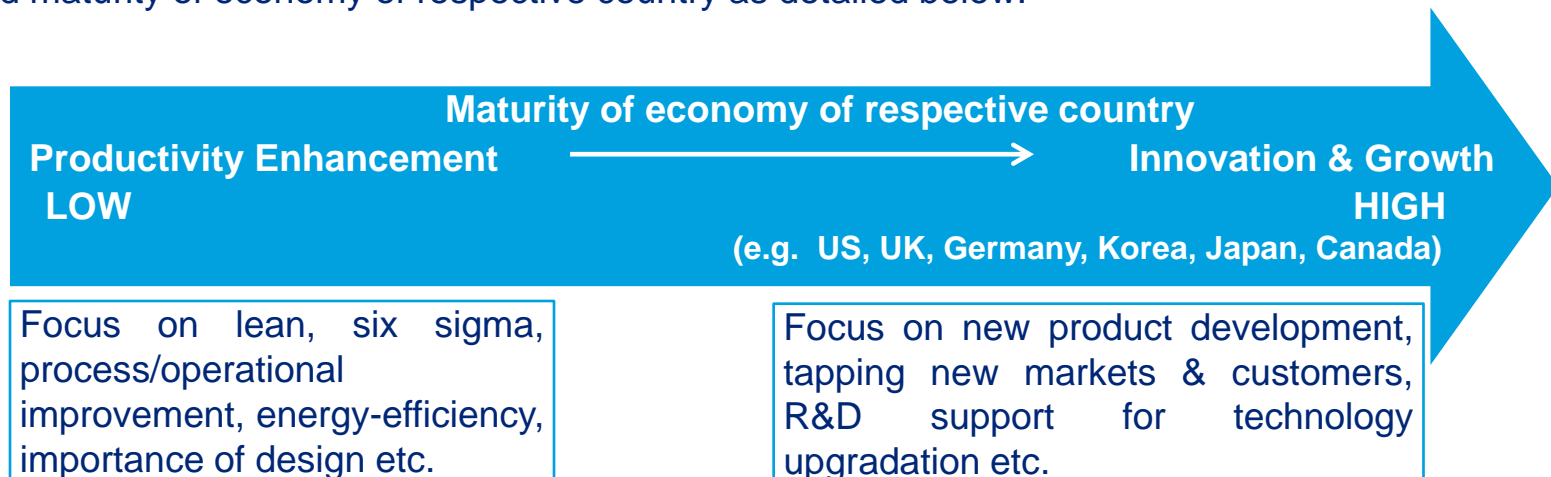 d maturity of economy of respective country as detailed below:
Maturity of economy of respective country
Productivity Enhancement
Innovation & Growth
LOW
HIGH
(e.g. US, UK, Germany, Korea, Japan, Canada)
Focus on lean, six sigma,
process/operational
improvement, energy-efficiency,
importance of design etc.
Focus on new product development,
tapping new markets & customers,
R&D support for technology
upgradation etc.